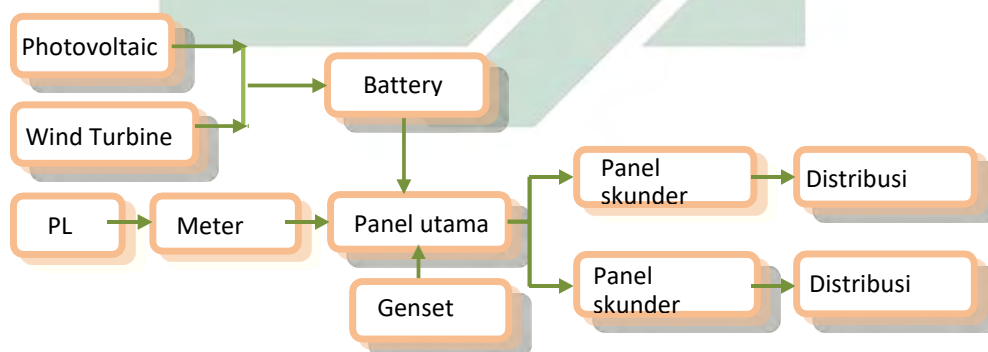 Photovoltaic
Battery
Wind Turbine
Panel
skunder
Distribusi
PL
Meter
Panel utama
Panel
skunder
Distribusi
Genset